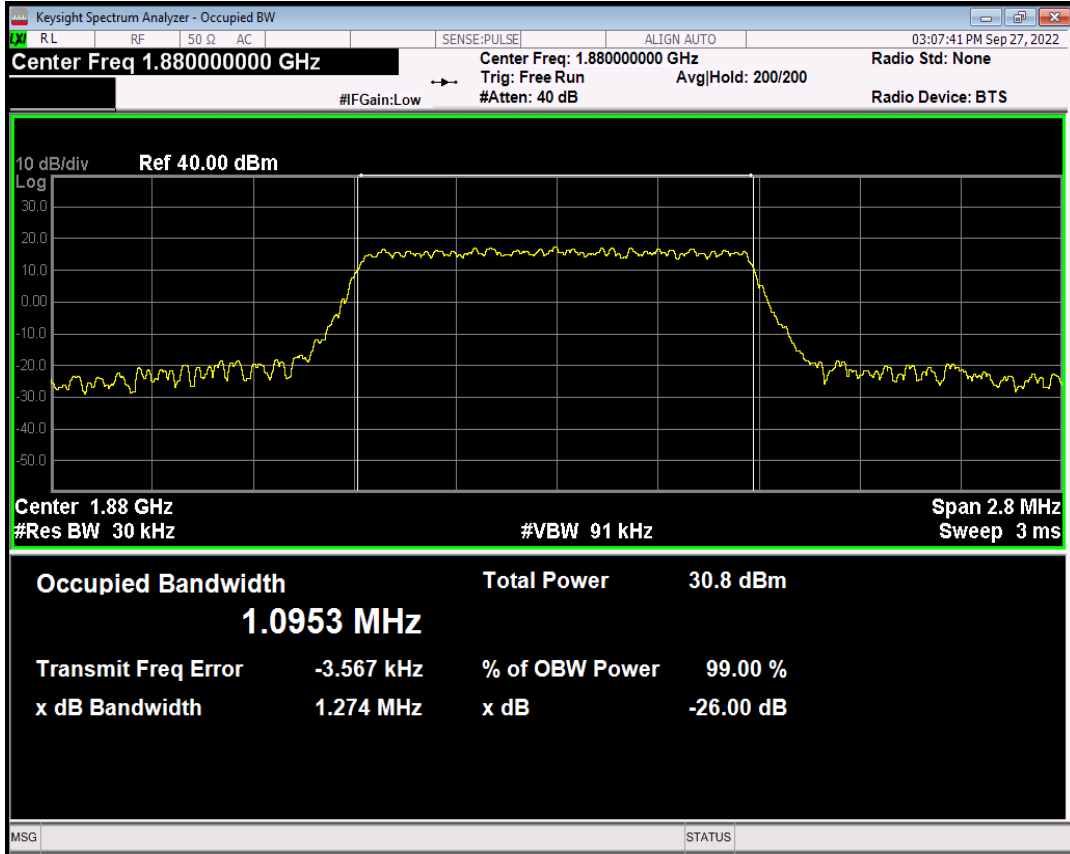 Keysight Spectrum Analyzer - Occupied BW
LXI RL RF 50 Ω AC SENSE:PULSE ALIGN AUTO 03:07:41 PM Sep 27, 2022
Center Freq 1.880000000 GHz Center Freq: 1.880000000 GHz Radio Std: None
Trig: Free Run Avg|Hold: 200/200
#IFGain:Low #Atten: 40 dB Radio Device: BTS
10 dB/div Ref 40.00 dBm
Log
30.0
20.0
10.0
0.00
-10.0
-20.0
-30.0
-40.0
-50.0
Center 1.88 GHz Span 2.8 MHz
#Res BW 30 kHz #VBW 91 kHz Sweep 3 ms
Occupied Bandwidth Total Power 30.8 dBm
1.0953 MHz
Transmit Freq Error -3.567 kHz % of OBW Power 99.00 %
x dB Bandwidth 1.274 MHz x dB -26.00 dB
MSG STATUS